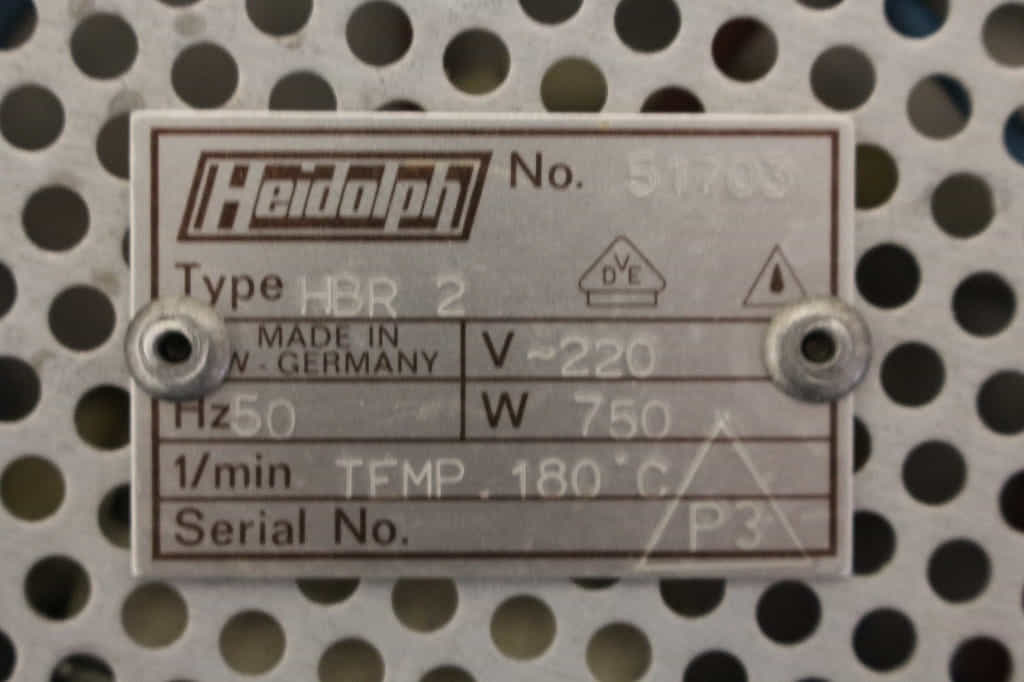 Heidolph No. 51703
Type HBR 2
DVE
MADE IN
W - GERMANY
V ~220
Hz 50
W 750
1/min TEMP. 180°C
Serial No.
P3